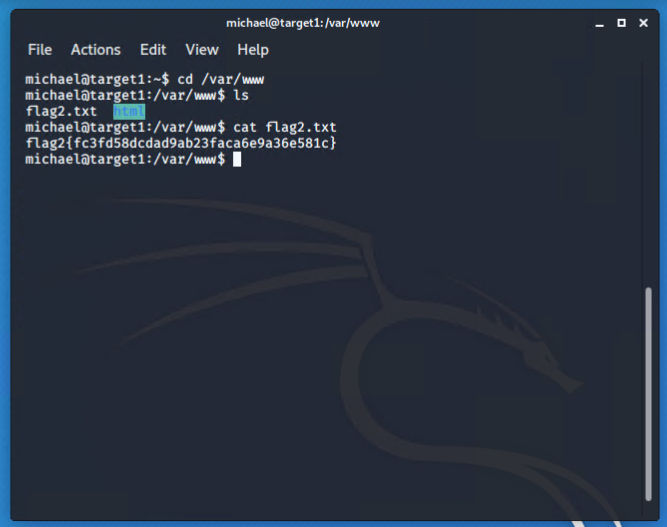 michael@target1:/var/www
File Actions Edit View Help
michael@target1:~$ cd /var/www
michael@target1:/var/www$ ls
flag2.txt html
michael@target1:/var/www$ cat flag2.txt
flag2{fc3fd58dcdad9ab23faca6e9a36e581c}
michael@target1:/var/www$